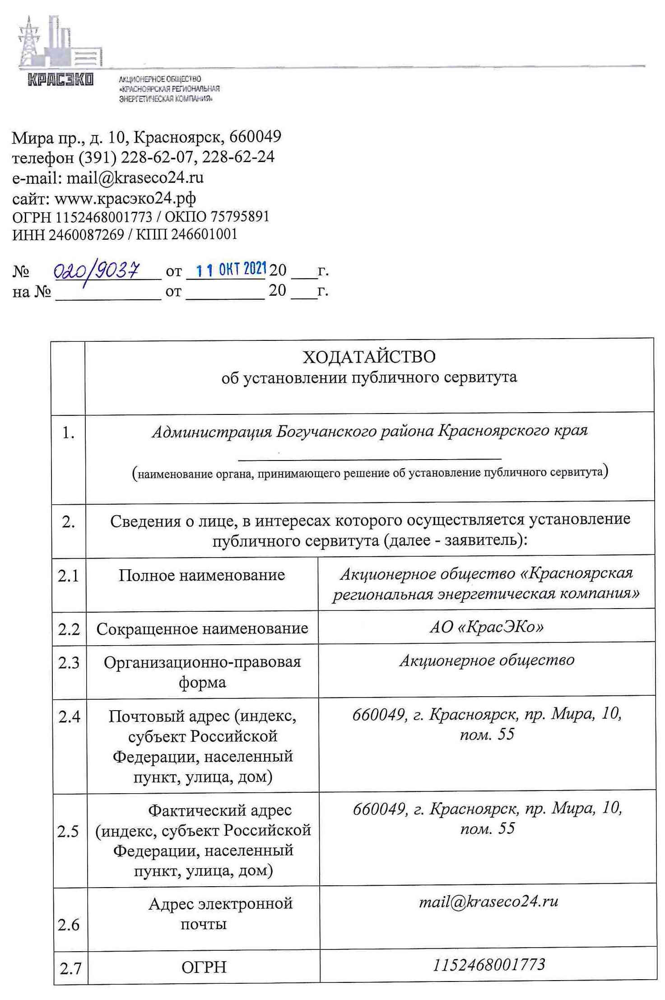 КРАСЭКО
АКЦИОНЕРНОЕ ОБЩЕСТВО
«КРАСНОЯРСКАЯ РЕГИОНАЛЬНАЯ
ЭНЕРГЕТИЧЕСКАЯ КОМПАНИЯ»
Мира пр., д. 10, Красноярск, 660049
телефон (391) 228-62-07, 228-62-24
e-mail: mail@kraseco24.ru
сайт: www.красэко24.рф
ОГРН 1152468001773 / ОКПО 75795891
ИНН 2460087269 / КПП 246601001
№ 020/9037 от 11 ОКТ 2021 20 ___г.
на № ____________ от _________ 20 ___г.
ХОДАТАЙСТВО
об установлении публичного сервитута
1. Администрация Богучанского района Красноярского края
(наименование органа, принимающего решение об установление публичного сервитута)
2. Сведения о лице, в интересах которого осуществляется установление
публичного сервитута (далее - заявитель):
2.1 Полное наименование Акционерное общество «Красноярская
региональная энергетическая компания»
2.2 Сокращенное наименование АО «КрасЭКо»
2.3 Организационно-правовая Акционерное общество
форма
2.4 Почтовый адрес (индекс, 660049, г. Красноярск, пр. Мира, 10,
субъект Российской пом. 55
Федерации, населенный
пункт, улица, дом)
Фактический адрес 660049, г. Красноярск, пр. Мира, 10,
2.5 (индекс, субъект Российской пом. 55
Федерации, населенный
пункт, улица, дом)
Адрес электронной mail@kraseco24.ru
2.6 почты
2.7 ОГРН 1152468001773